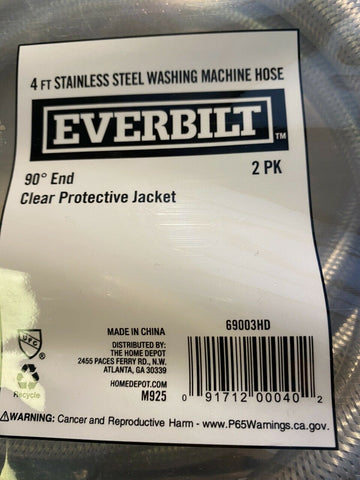 4 FT STAINLESS STEEL WASHING MACHINE HOSE
EVERBILT™
2 PK
90° End
Clear Protective Jacket
UPC®
Recycle
MADE IN CHINA
DISTRIBUTED BY:
THE HOME DEPOT
2455 PACES FERRY RD., N.W.
ATLANTA, GA 30339
HOMEDEPOT.COM
M925
69003HD
0 91712 00040 2
⚠WARNING: Cancer and Reproductive Harm - www.P65Warnings.ca.gov.